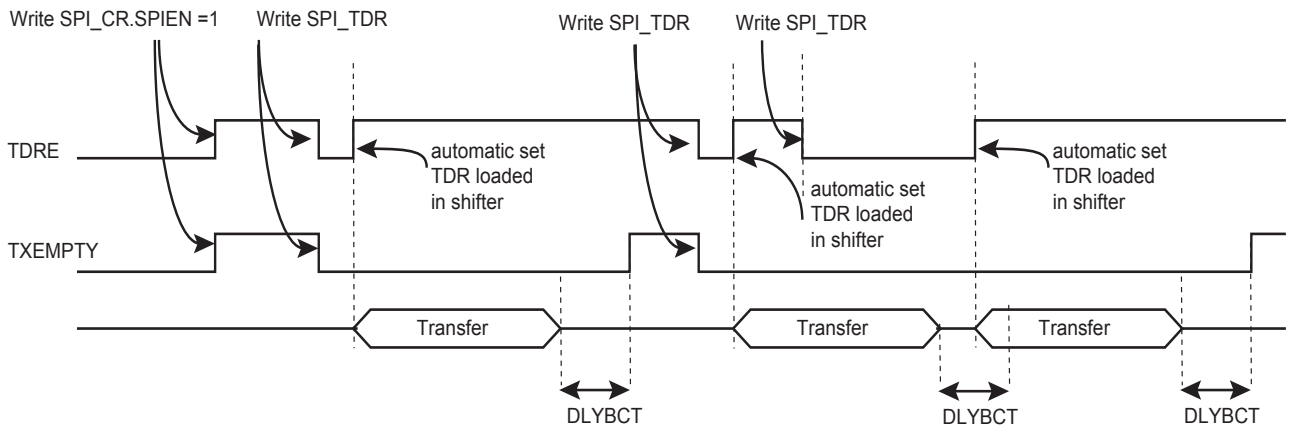 Write SPI_CR.SPIEN =1
Write SPI_TDR
Write SPI_TDR
Write SPI_TDR
TDRE
automatic set
TDR loaded
in shifter
automatic set
TDR loaded
in shifter
automatic set
TDR loaded
in shifter
TXEMPTY
Transfer
Transfer
Transfer
DLYBCT
DLYBCT
DLYBCT